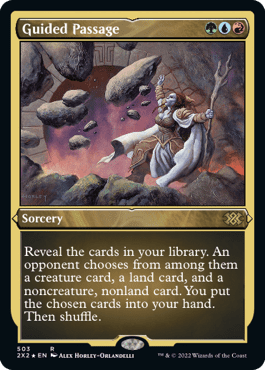 Guided Passage
Sorcery
Reveal the cards in your library. An
opponent chooses from among them
a creature card, a land card, and a
noncreature, nonland card. You put
the chosen cards into your hand.
Then shuffle.
503 R
2X2 ★ EN Alex Horley-Orlandelli
™ & © 2022 Wizards of the Coast